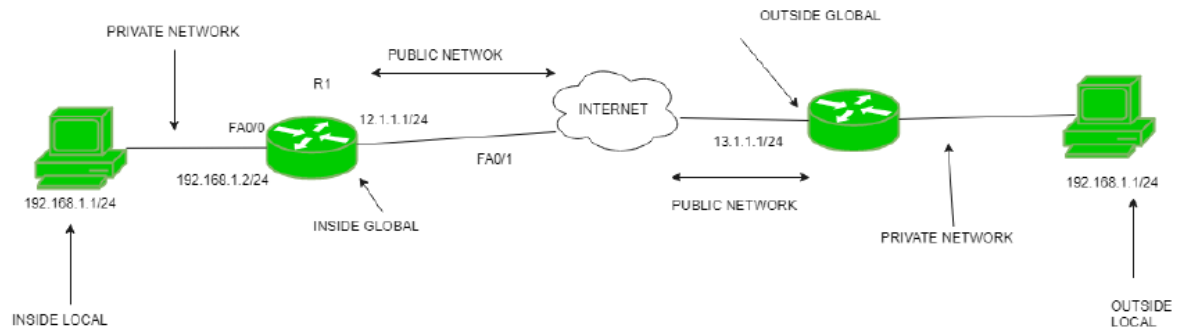 OUTSIDE GLOBAL
PRIVATE NETWORK
PUBLIC NETWOK
R1
INTERNET
FA0/0
12.1.1.1/24
FA0/1
13.1.1.1/24
192.168.1.2/24
192.168.1.1/24
192.168.1.1/24
PUBLIC NETWORK
INSIDE GLOBAL
PRIVATE NETWORK
INSIDE LOCAL
OUTSIDE
LOCAL